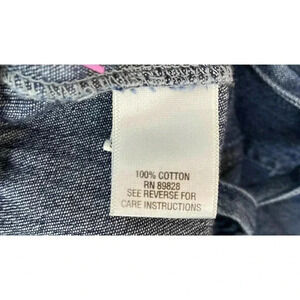 100% COTTON
RN 89828
SEE REVERSE FOR
CARE INSTRUCTIONS